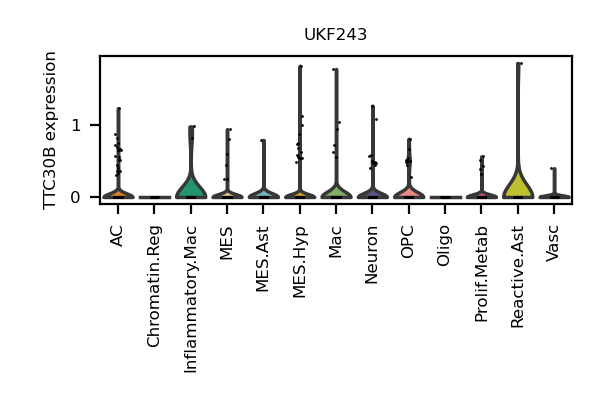 UKF243
TTC30B expression
1
0
AC
Chromatin.Reg
Inflammatory.Mac
MES
MES.Ast
MES.Hyp
Mac
Neuron
OPC
Oligo
Prolif.Metab
Reactive.Ast
Vasc